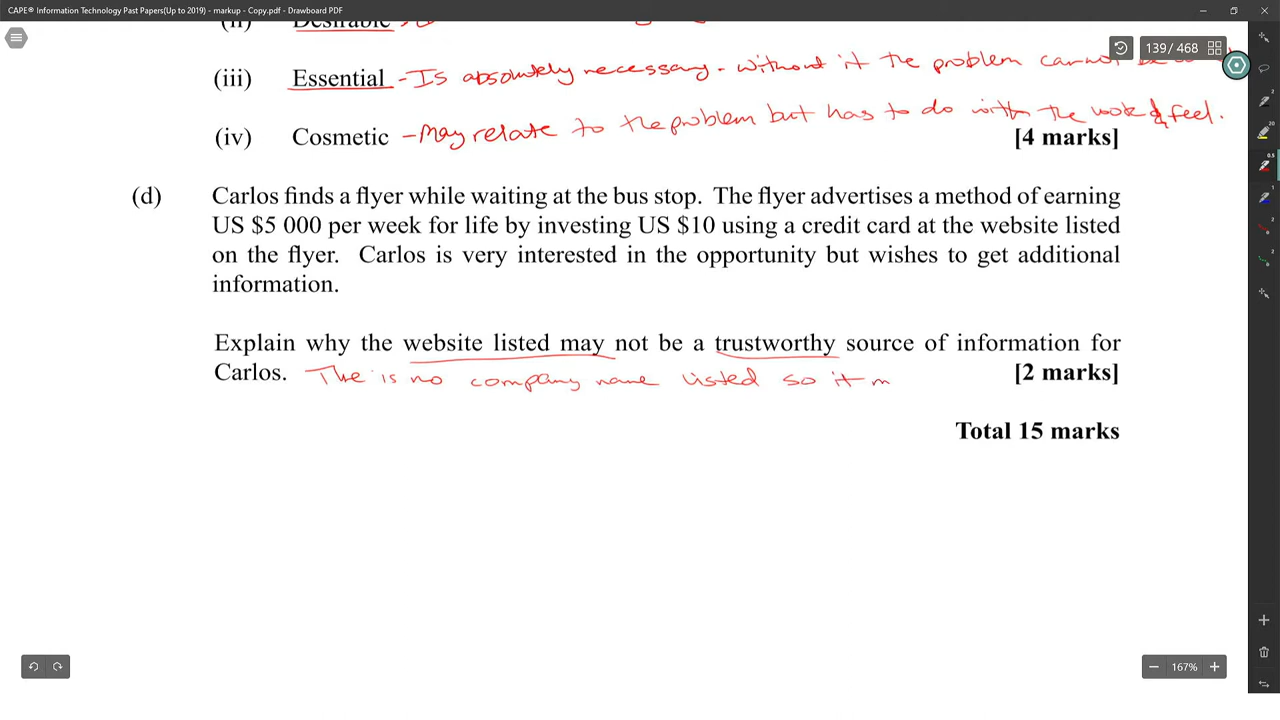 CAPE® Information Technology Past Papers(Up to 2019) - markup - Copy.pdf - Drawboard PDF
139 / 468
(ii) Desirable
(iii) Essential - Is absolutely necessary. without it the problem cannot be
(iv) Cosmetic - May relate to the problem but has to do with the look & feel.
[4 marks]
(d) Carlos finds a flyer while waiting at the bus stop. The flyer advertises a method of earning
US $5 000 per week for life by investing US $10 using a credit card at the website listed
on the flyer. Carlos is very interested in the opportunity but wishes to get additional
information.
Explain why the website listed may not be a trustworthy source of information for
Carlos. The is no company name listed so it m [2 marks]
Total 15 marks
167%